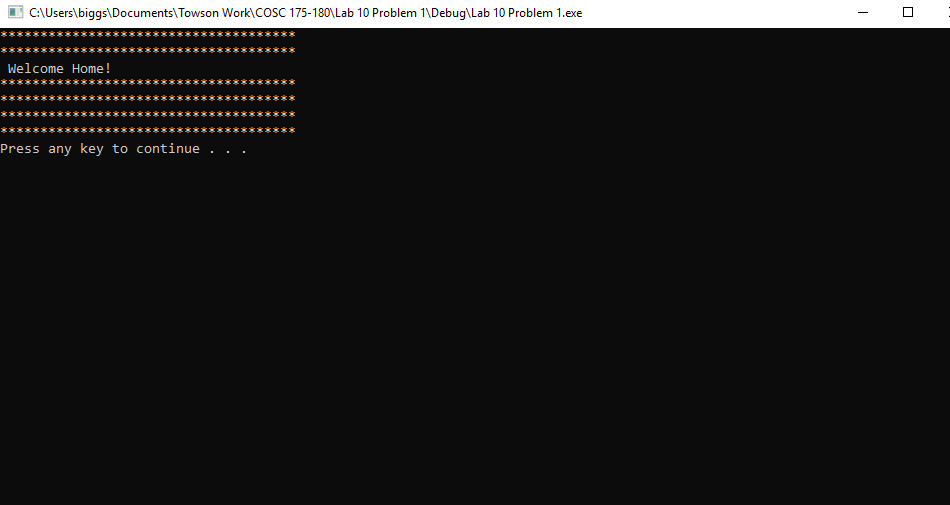 C:\Users\biggs\Documents\Towson Work\COSC 175-180\Lab 10 Problem 1\Debug\Lab 10 Problem 1.exe
*************************************
*************************************
 Welcome Home!
*************************************
*************************************
*************************************
*************************************
Press any key to continue . . .